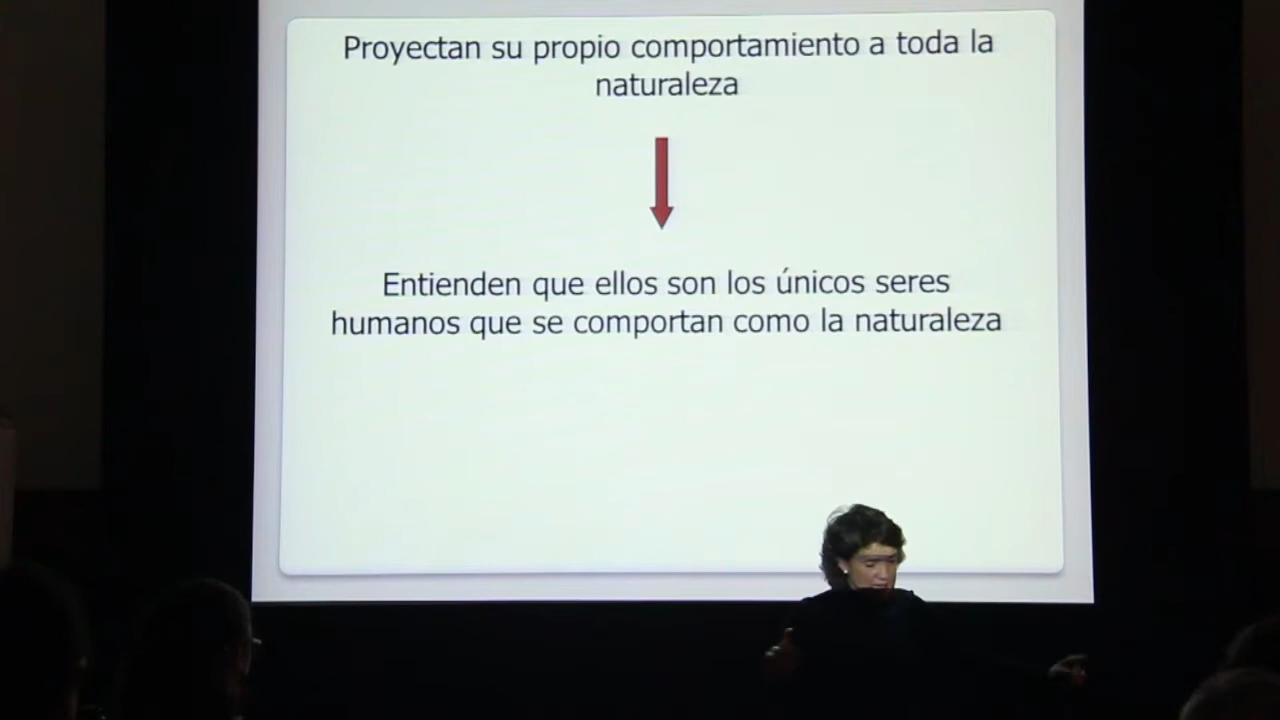 Proyectan su propio comportamiento a toda la
naturaleza
Entienden que ellos son los únicos seres
humanos que se comportan como la naturaleza